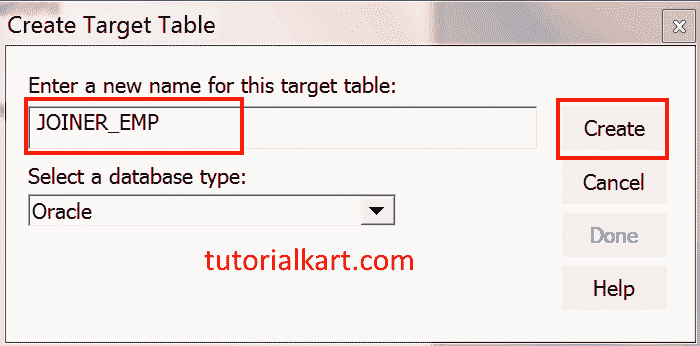 Create Target Table
x
Enter a new name for this target table:
JOINER_EMP
Create
Select a database type:
Cancel
Oracle
Done
tutorialkart.com
Help